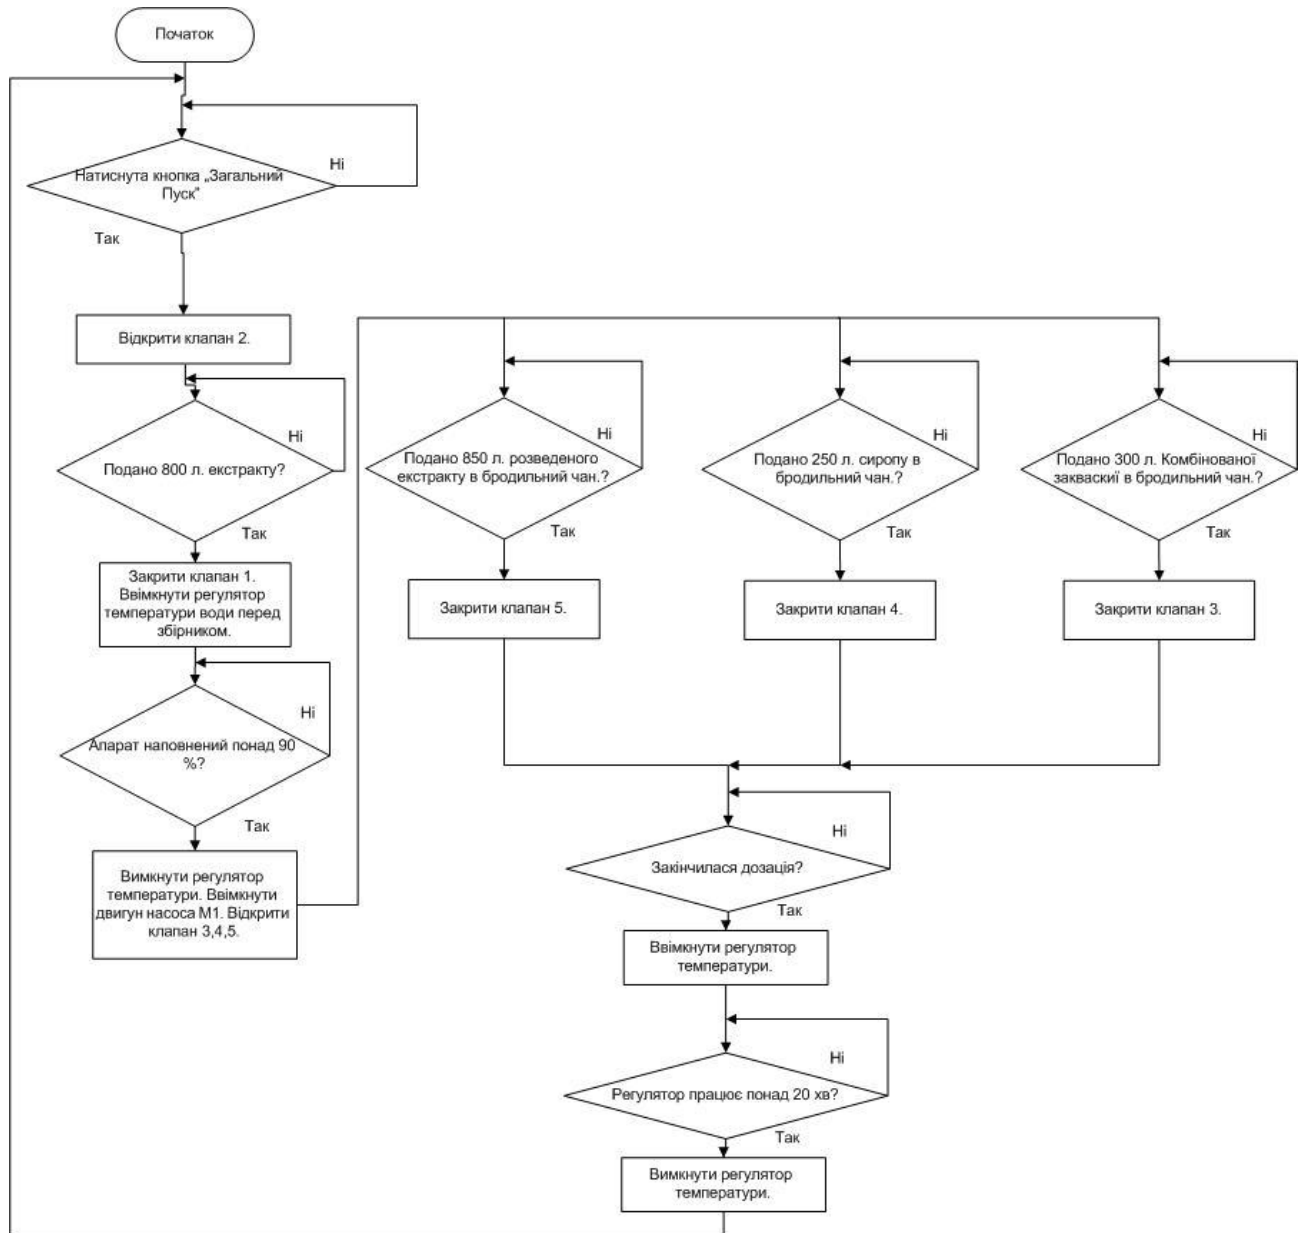 Початок
Натиснута кнопка „Загальний
Пуск"
Ні
Так
Відкрити клапан 2.
Подано 800 л. екстракту?
Ні
Так
Закрити клапан 1.
Ввімкнути регулятор
температури води перед
збірником.
Апарат наповнений понад 90
%?
Ні
Так
Вимкнути регулятор
температури. Ввімкнути
двигун насоса М1. Відкрити
клапан 3,4,5.
Подано 850 л. розведеного
екстракту в бродильний чан.?
Ні
Так
Закрити клапан 5.
Подано 250 л. сиропу в
бродильний чан.?
Ні
Так
Закрити клапан 4.
Подано 300 л. Комбінованої
закваскиї в бродильний чан.?
Ні
Так
Закрити клапан 3.
Закінчилася дозація?
Ні
Так
Ввімкнути регулятор
температури.
Регулятор працює понад 20 хв?
Ні
Так
Вимкнути регулятор
температури.